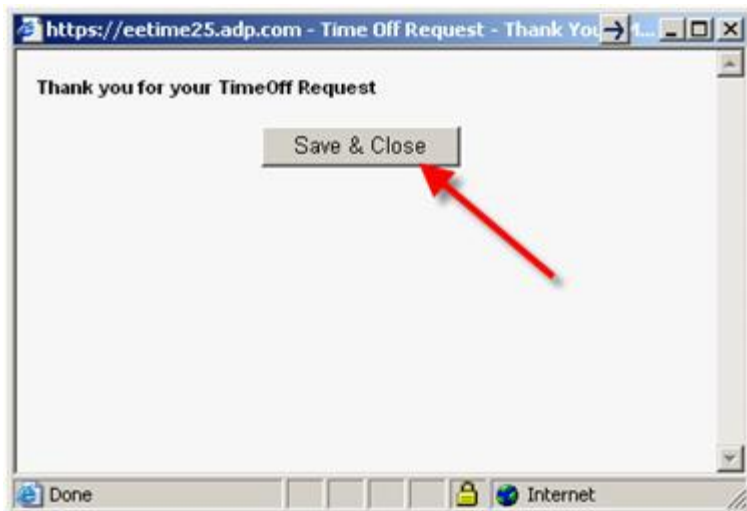 https://eetime25.adp.com - Time Off Request - Thank You
Thank you for your TimeOff Request
Save & Close
Done
Internet